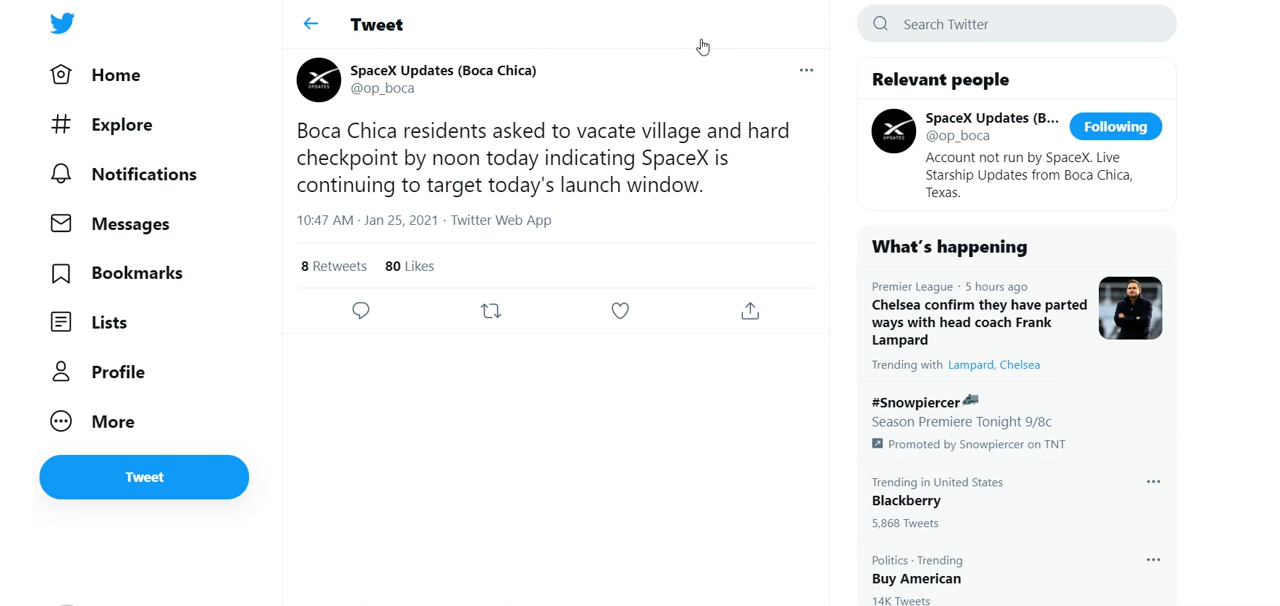 Home
Explore
Notifications
Messages
Bookmarks
Lists
Profile
More
Tweet
Tweet
SpaceX Updates (Boca Chica)
@op_boca
Boca Chica residents asked to vacate village and hard
checkpoint by noon today indicating SpaceX is
continuing to target today's launch window.
10:47 AM · Jan 25, 2021 · Twitter Web App
8 Retweets 80 Likes
Search Twitter
Relevant people
SpaceX Updates (B...
@op_boca
Following
Account not run by SpaceX. Live
Starship Updates from Boca Chica,
Texas.
What's happening
Premier League · 5 hours ago
Chelsea confirm they have parted
ways with head coach Frank
Lampard
Trending with Lampard, Chelsea
#Snowpiercer
Season Premiere Tonight 9/8c
Promoted by Snowpiercer on TNT
Trending in United States
Blackberry
5,868 Tweets
Politics · Trending
Buy American
14K Tweets